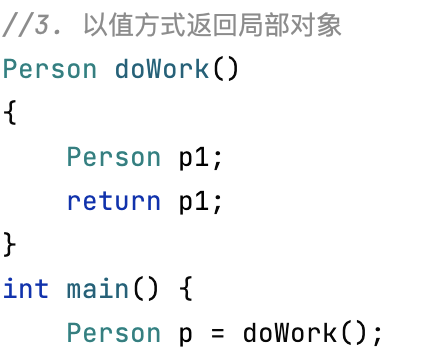 //3. 以值方式返回局部对象
Person doWork()
{
    Person p1;
    return p1;
}
int main() {
    Person p = doWork();